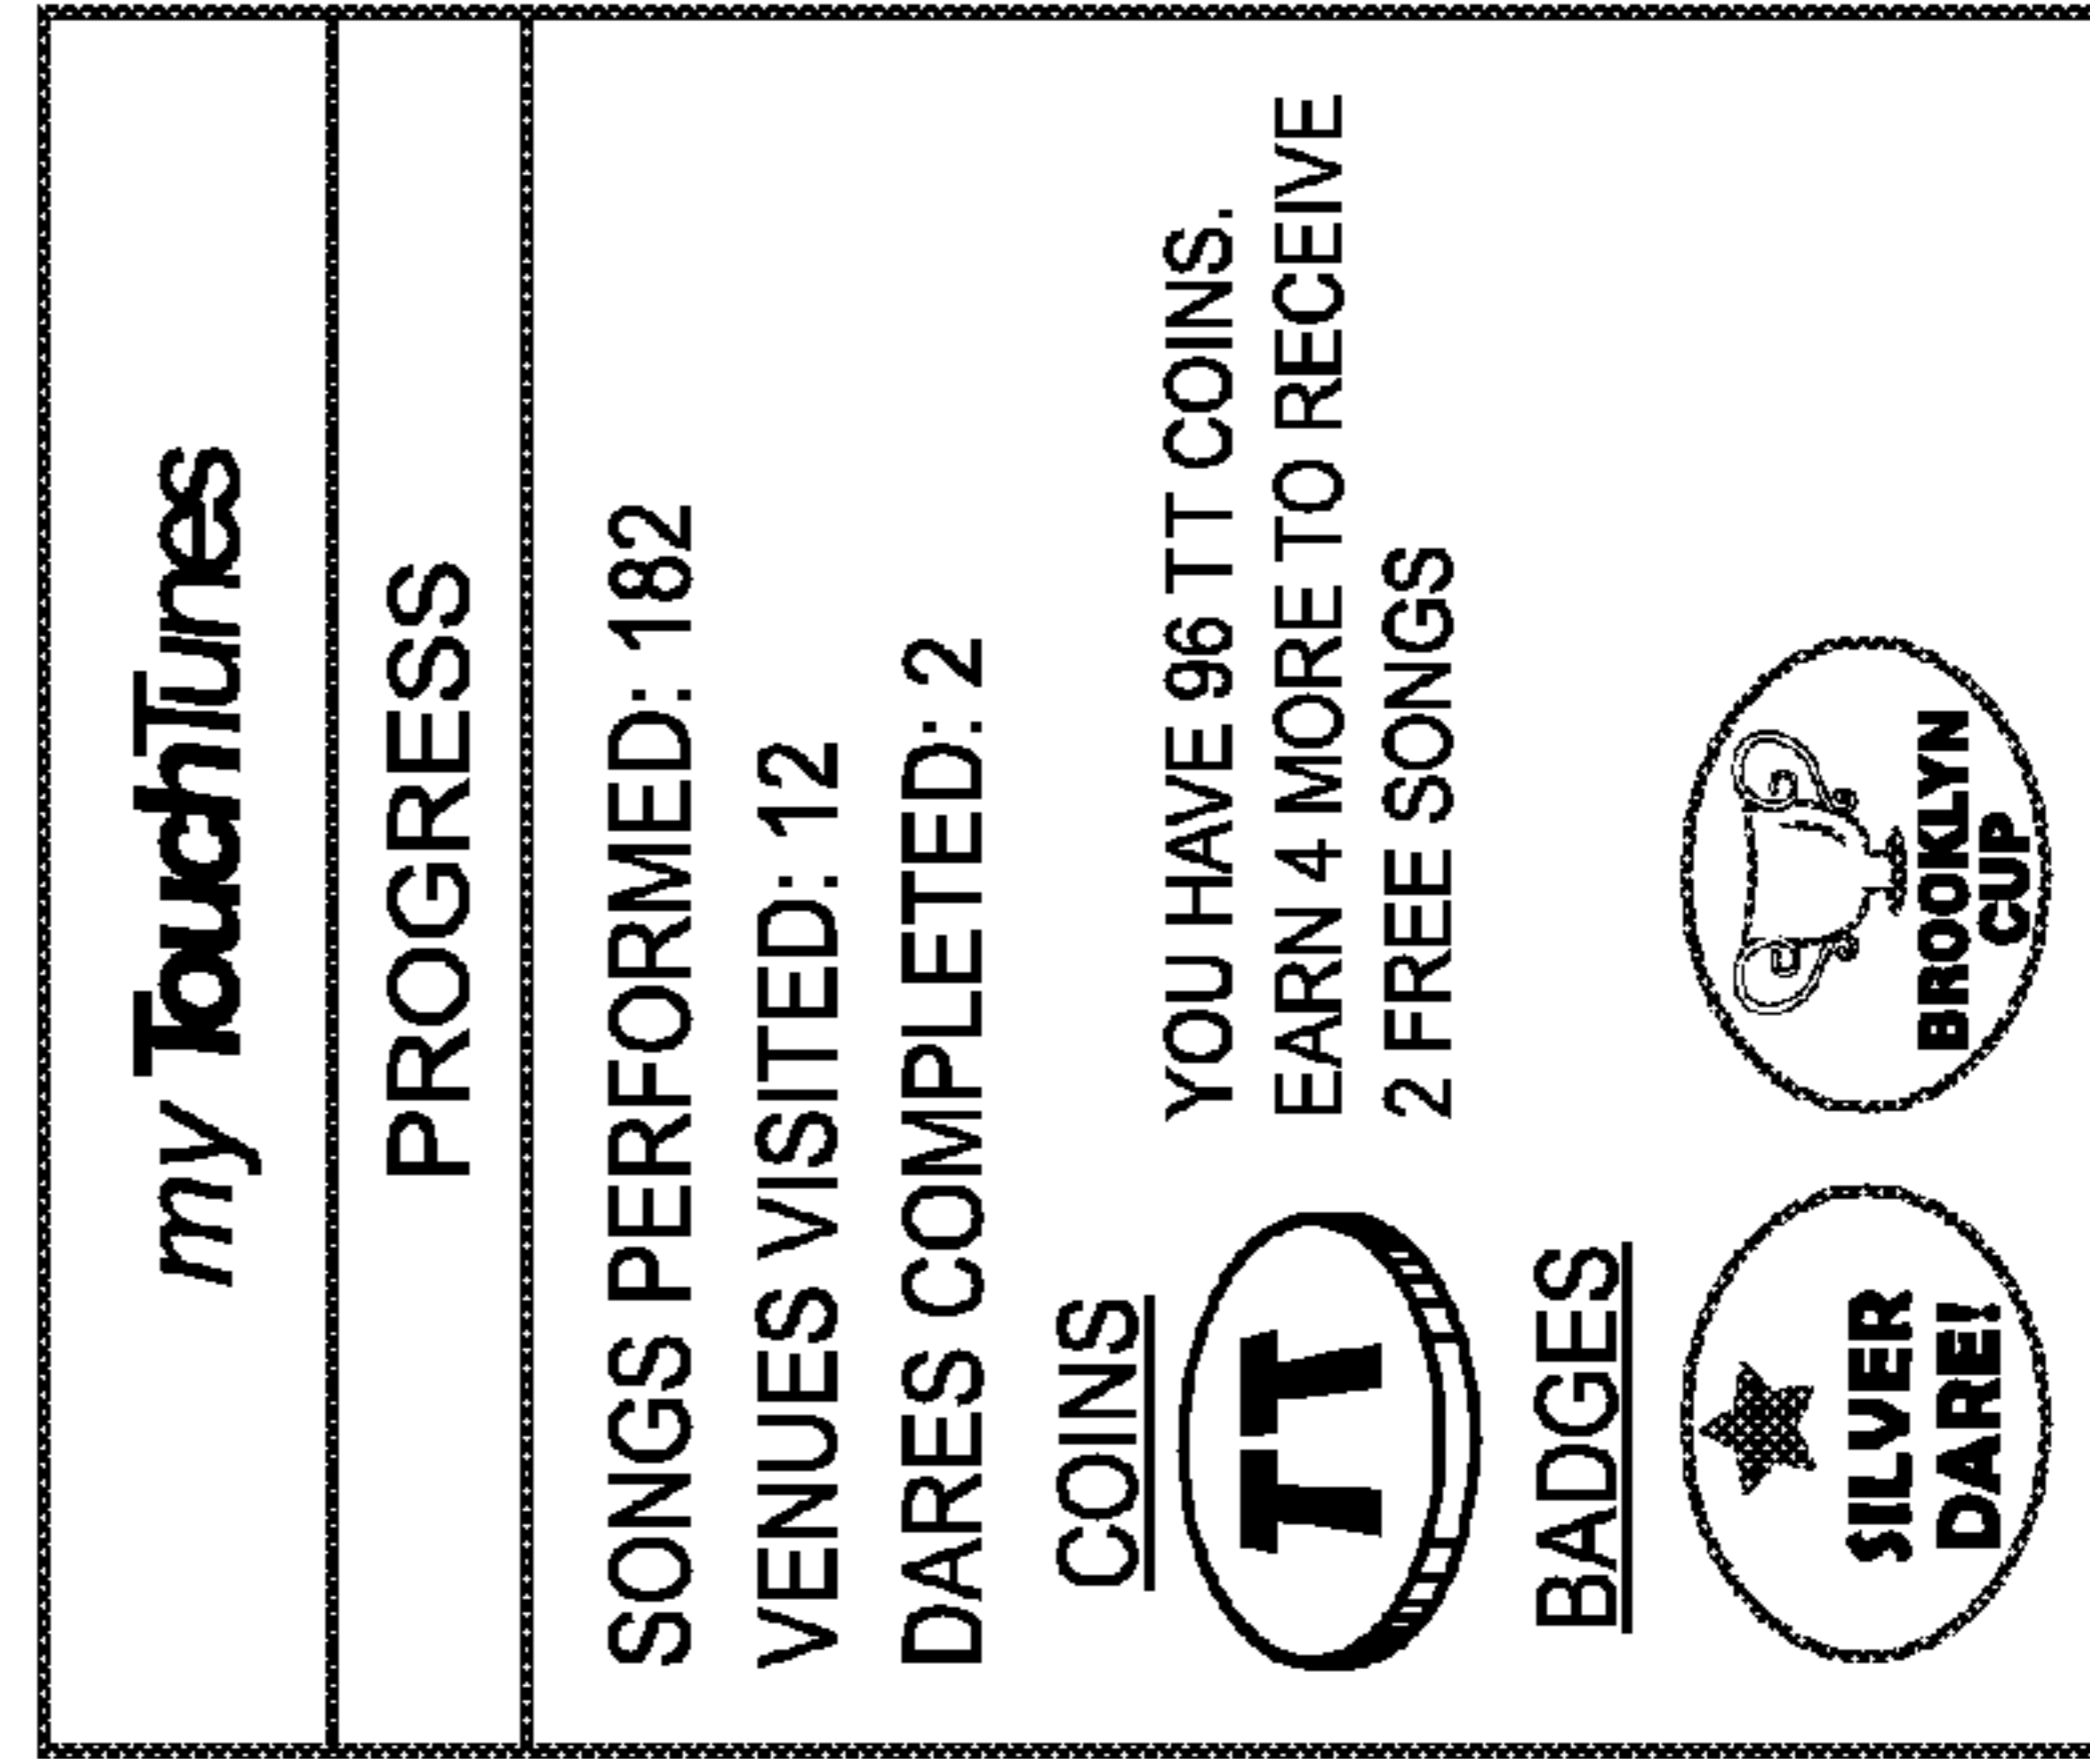 my TouchTunes
PROGRESS
SONGS PERFORMED: 182
VENUES VISITED: 12
DARES COMPLETED: 2
COINS
TT
YOU HAVE 96 TT COINS.
EARN 4 MORE TO RECEIVE
2 FREE SONGS
BADGES
SILVER
DARE!
BROOKLYN
CUP